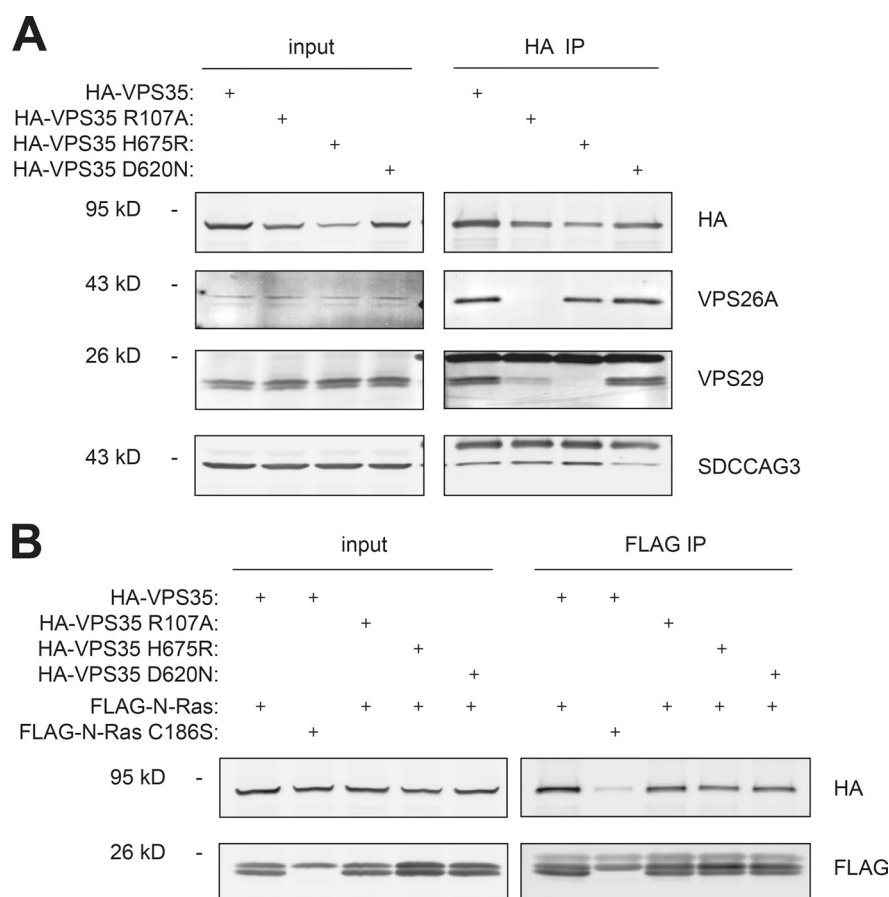 A
input HA IP
HA-VPS35: + +
HA-VPS35 R107A: + +
HA-VPS35 H675R: + +
HA-VPS35 D620N: + +
95 kD - HA
43 kD - VPS26A
26 kD - VPS29
43 kD - SDCCAG3
B
input FLAG IP
HA-VPS35: + + + +
HA-VPS35 R107A: + +
HA-VPS35 H675R: + +
HA-VPS35 D620N: + +
FLAG-N-Ras: + + + + + + + +
FLAG-N-Ras C186S: + +
95 kD - HA
26 kD - FLAG